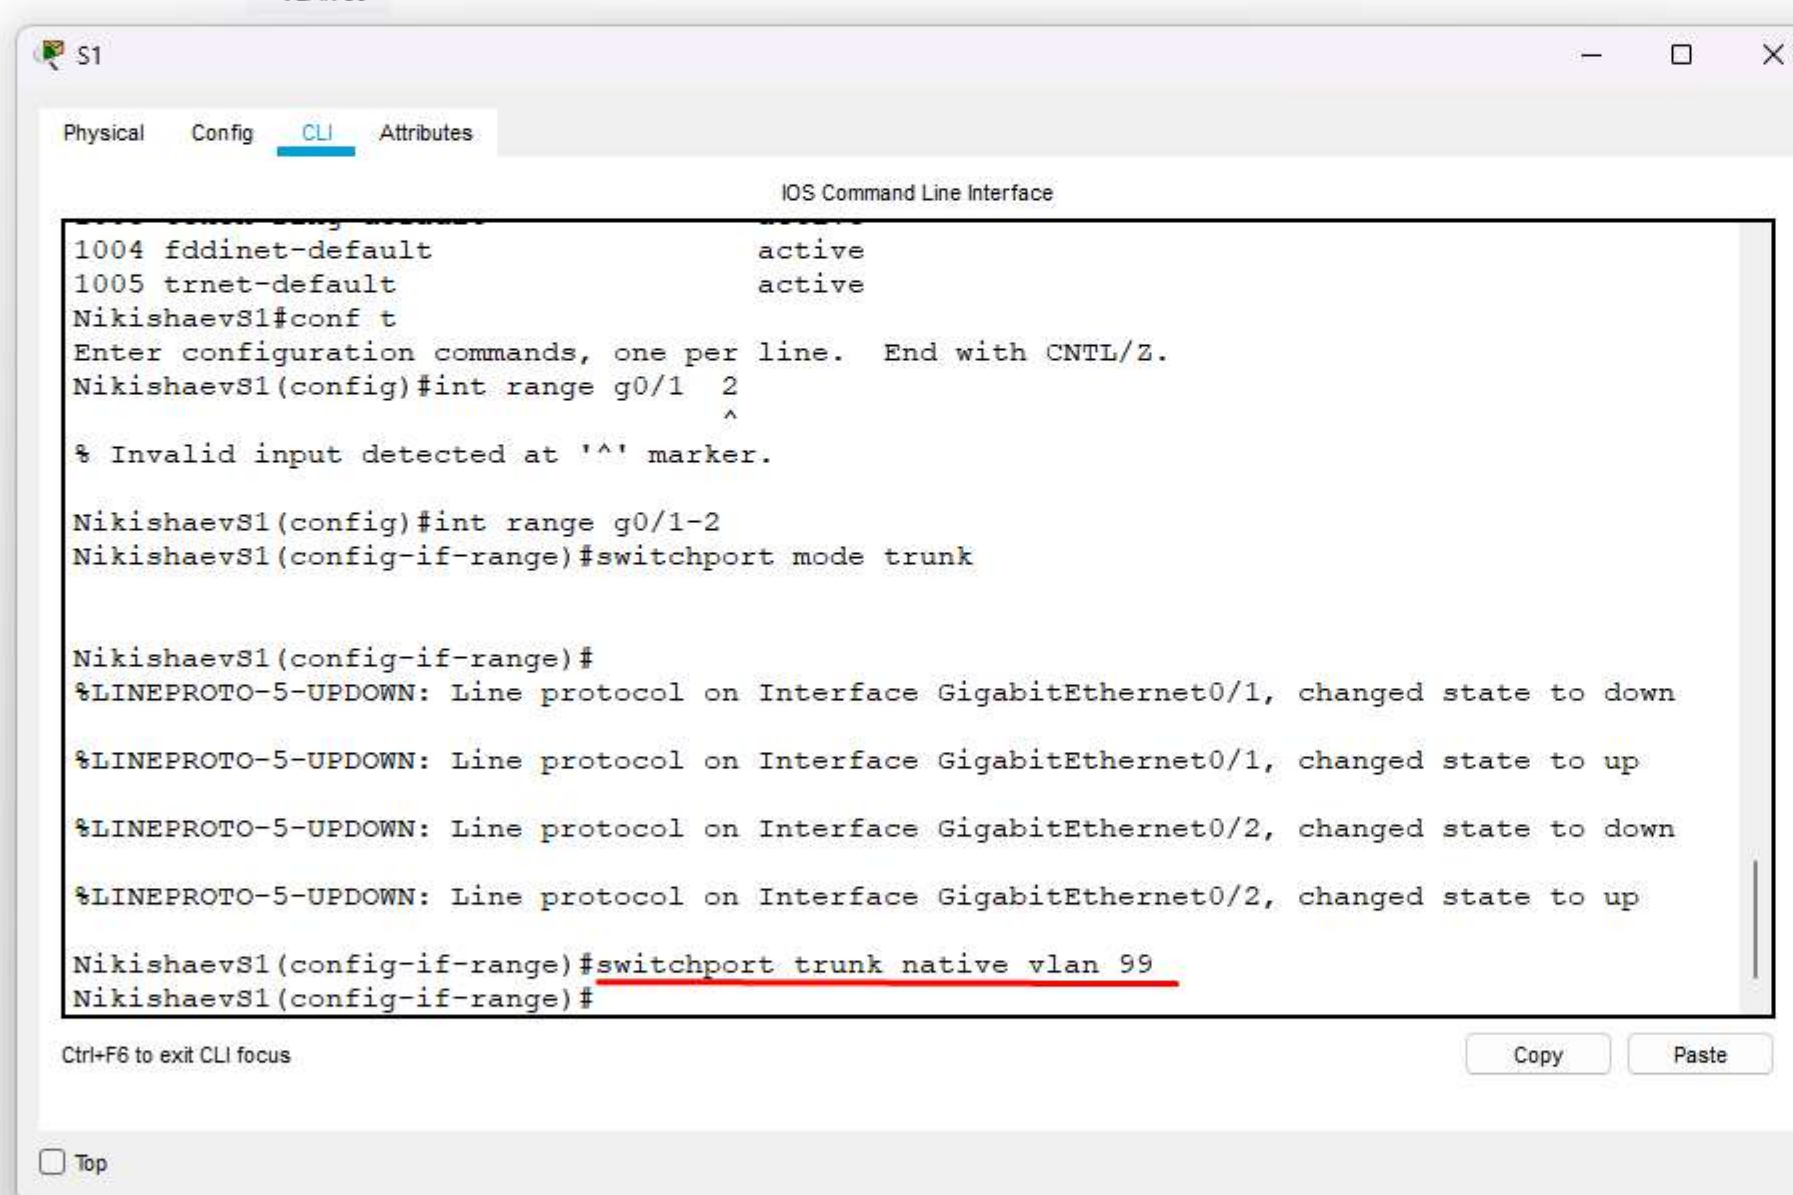 S1
Physical Config CLI Attributes
IOS Command Line Interface
1004 fddinet-default active
1005 trnet-default active
NikishaevS1#conf t
Enter configuration commands, one per line. End with CNTL/Z.
NikishaevS1(config)#int range g0/1 2
^
% Invalid input detected at '^' marker.
NikishaevS1(config)#int range g0/1-2
NikishaevS1(config-if-range)#switchport mode trunk
NikishaevS1(config-if-range)#
%LINEPROTO-5-UPDOWN: Line protocol on Interface GigabitEthernet0/1, changed state to down
%LINEPROTO-5-UPDOWN: Line protocol on Interface GigabitEthernet0/1, changed state to up
%LINEPROTO-5-UPDOWN: Line protocol on Interface GigabitEthernet0/2, changed state to down
%LINEPROTO-5-UPDOWN: Line protocol on Interface GigabitEthernet0/2, changed state to up
NikishaevS1(config-if-range)#switchport trunk native vlan 99
NikishaevS1(config-if-range)#
Ctrl+F6 to exit CLI focus
Copy Paste
Top